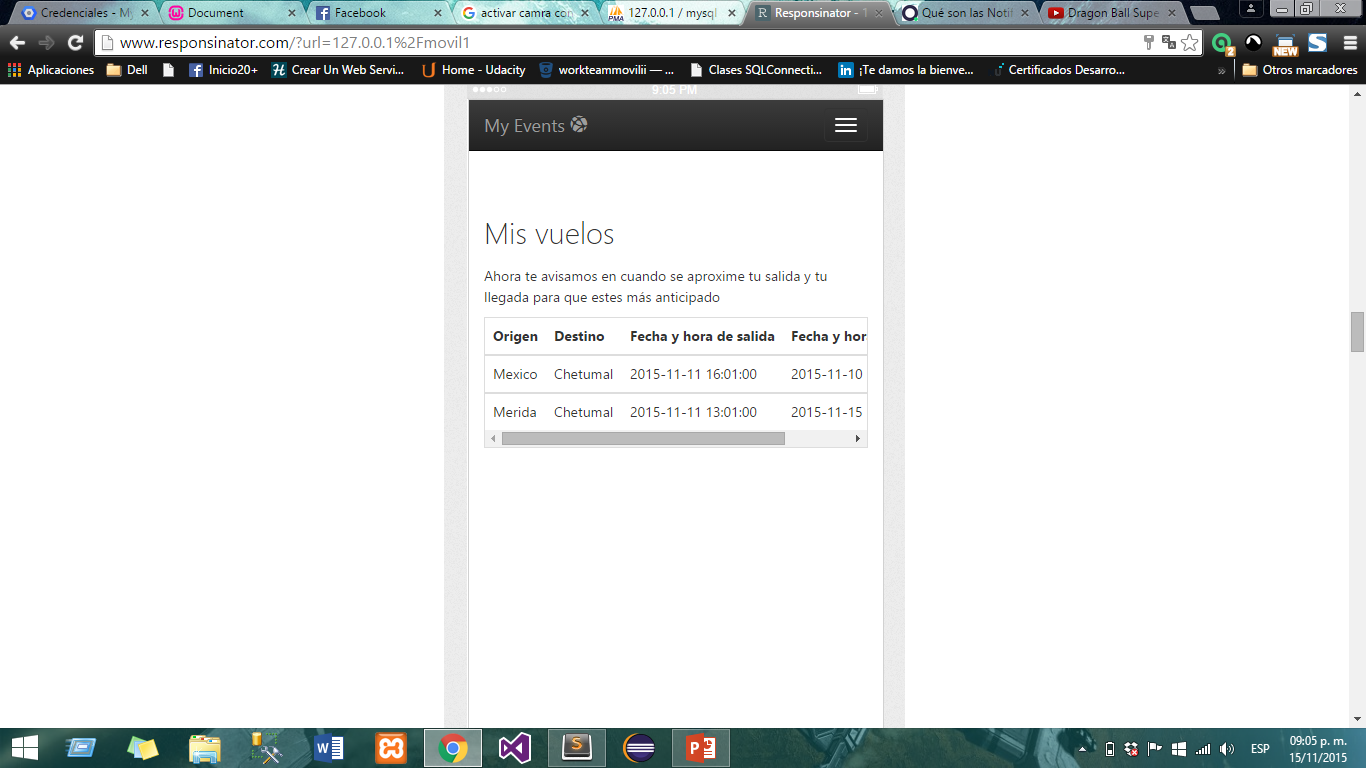 Credenciales - My
Document
Facebook
activar camra con
127.0.0.1 / mysql
Responsinator - 1
Qué son las Notif
Dragon Ball Supe
www.responsinator.com/?url=127.0.0.1%2Fmovil1
2
NEW
Aplicaciones
Dell
Inicio20+
Crear Un Web Servi...
Home - Udacity
workteammovilii — ...
Clases SQLConnecti...
¡Te damos la bienve...
Certificados Desarro...
»
Otros marcadores
9:05 PM
My Events
Mis vuelos
Ahora te avisamos en cuando se aproxime tu salida y tu
llegada para que estes más anticipado
Origen Destino Fecha y hora de salida Fecha y hor
Mexico Chetumal 2015-11-11 16:01:00 2015-11-10
Merida Chetumal 2015-11-11 13:01:00 2015-11-15
ESP
09:05 p. m.
15/11/2015